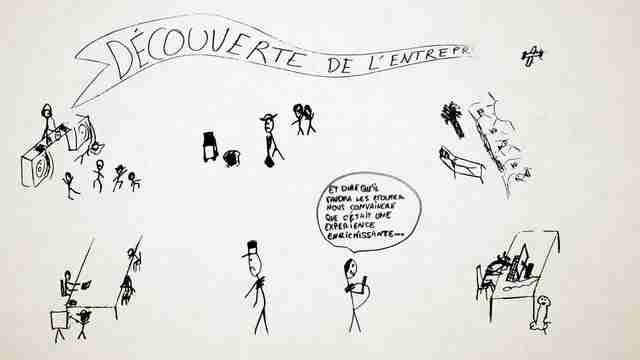 DÉCOUVERTE DE L'ENTREPR
ET DIRE QU'IL
FAUDRA LES ÉCOUTER
NOUS CONVAINCRE
QUE C'ÉTAIT UNE
EXPÉRIENCE
ENRICHISSANTE...